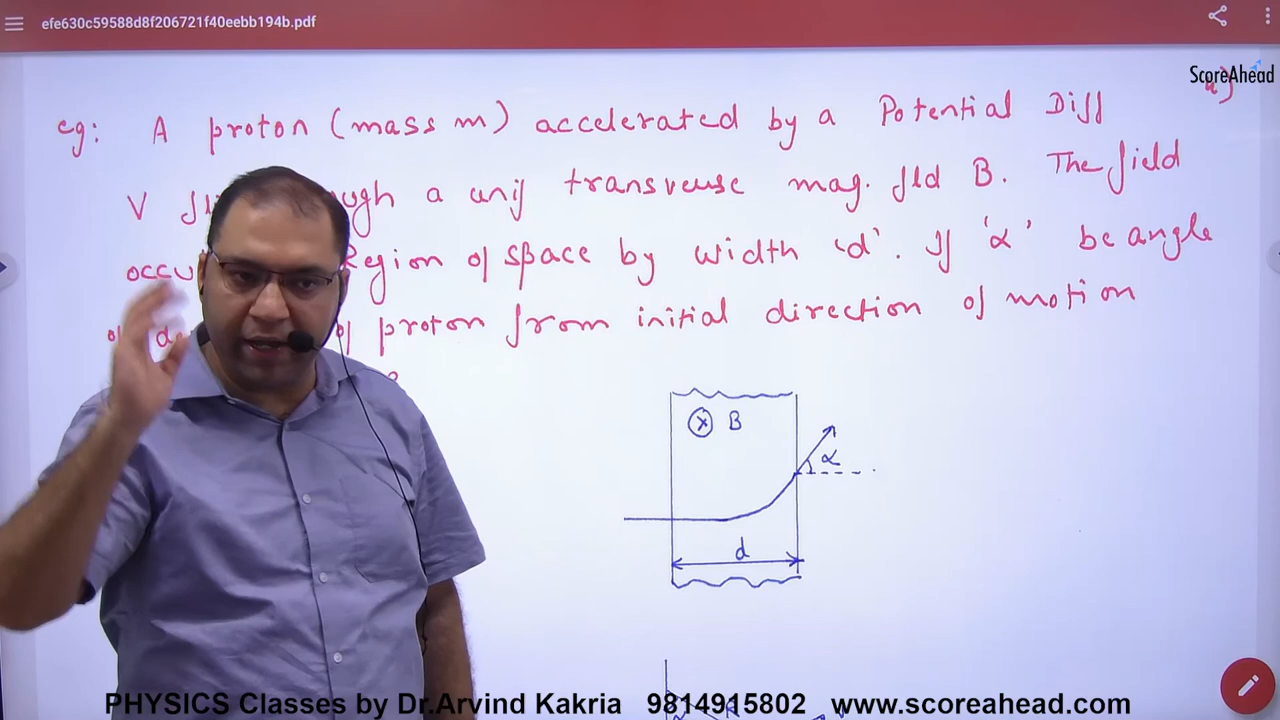 efe630c59588d8f206721f40eebb194b.pdf
ScoreAhead
eg: A proton (mass m) accelerated by a Potential Diff
V a unif transverse mag. fld B. The field
Region of space by width 'd'. If 'α' be angle
of proton from initial direction of motion
⊗ B
α
d
PHYSICS Classes by Dr.Arvind Kakria 9814915802 www.scoreahead.com